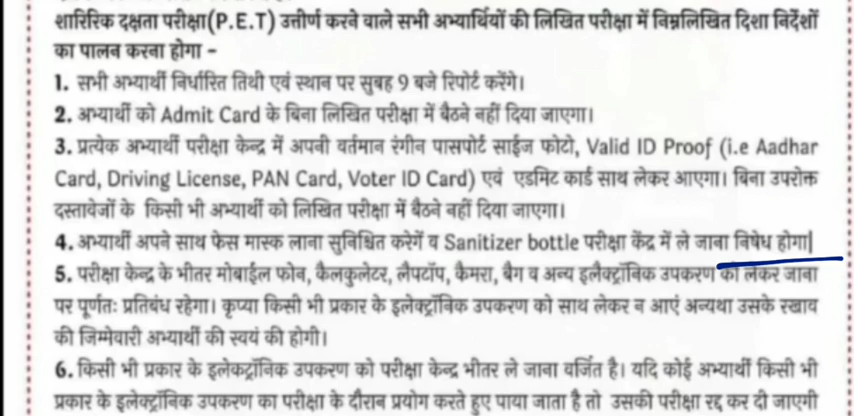 शारिरिक दक्षता परीक्षा(P.E.T) उत्तीर्ण करने वाले सभी अभ्यार्थियों की लिखित परीक्षा में निम्नलिखित दिशा निर्देशों
का पालन करना होगा -
1. सभी अभ्यार्थी निर्धारित तिथी एवं स्थान पर सुबह 9 बजे रिपोर्ट करेंगे।
2. अभ्यार्थी को Admit Card के बिना लिखित परीक्षा में बैठने नहीं दिया जाएगा।
3. प्रत्येक अभ्यार्थी परीक्षा केन्द्र में अपनी वर्तमान रंगीन पासपोर्ट साईज फोटो, Valid ID Proof (i.e Aadhar
Card, Driving License, PAN Card, Voter ID Card) एवं एडमिट कार्ड साथ लेकर आएगा। बिना उपरोक्त
दस्तावेजों के किसी भी अभ्यार्थी को लिखित परीक्षा में बैठने नहीं दिया जाएगा।
4. अभ्यार्थी अपने साथ फेस मास्क लाना सुनिश्चित करेगें व Sanitizer bottle परीक्षा केंद्र में ले जाना निषेध होगा|
5. परीक्षा केन्द्र के भीतर मोबाईल फोन, कैलकुलेटर, लैपटॉप, कैमरा, बैग व अन्य इलैक्ट्रॉनिक उपकरण को लेकर जाना
पर पूर्णतः प्रतिबंध रहेगा। कृप्या किसी भी प्रकार के इलेक्ट्रॉनिक उपकरण को साथ लेकर न आएं अन्यथा उसके रखाव
की जिम्मेवारी अभ्यार्थी की स्वयं की होगी।
6. किसी भी प्रकार के इलेक्ट्रॉनिक उपकरण को परीक्षा केन्द्र भीतर ले जाना वर्जित है। यदि कोई अभ्यार्थी किसी भी
प्रकार के इलेक्ट्रॉनिक उपकरण का परीक्षा के दौरान प्रयोग करते हुए पाया जाता है तो उसकी परीक्षा रद्द कर दी जाएगी